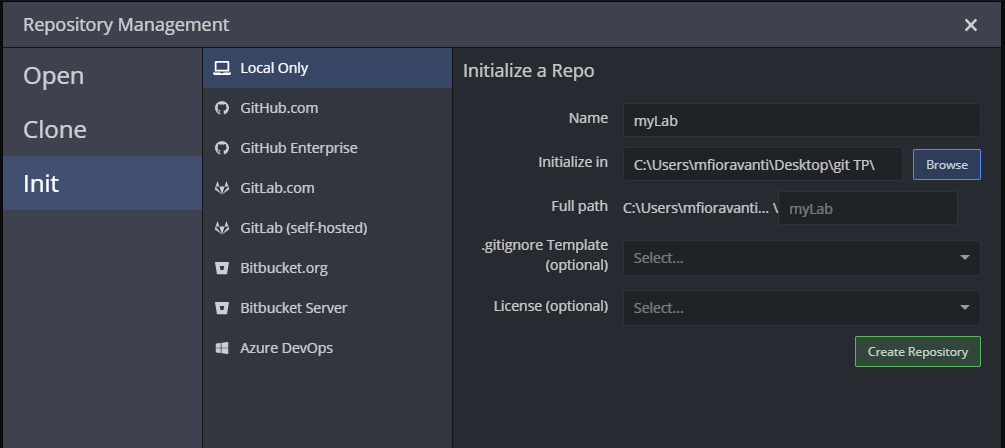 Repository Management
Open
Clone
Init
Local Only
GitHub.com
GitHub Enterprise
GitLab.com
GitLab (self-hosted)
Bitbucket.org
Bitbucket Server
Azure DevOps
Initialize a Repo
Name
myLab
Initialize in
C:\Users\mfioravanti\Desktop\git TP\
Browse
Full path
C:\Users\mfioravanti... \
myLab
.gitignore Template
(optional)
Select...
License (optional)
Select...
Create Repository